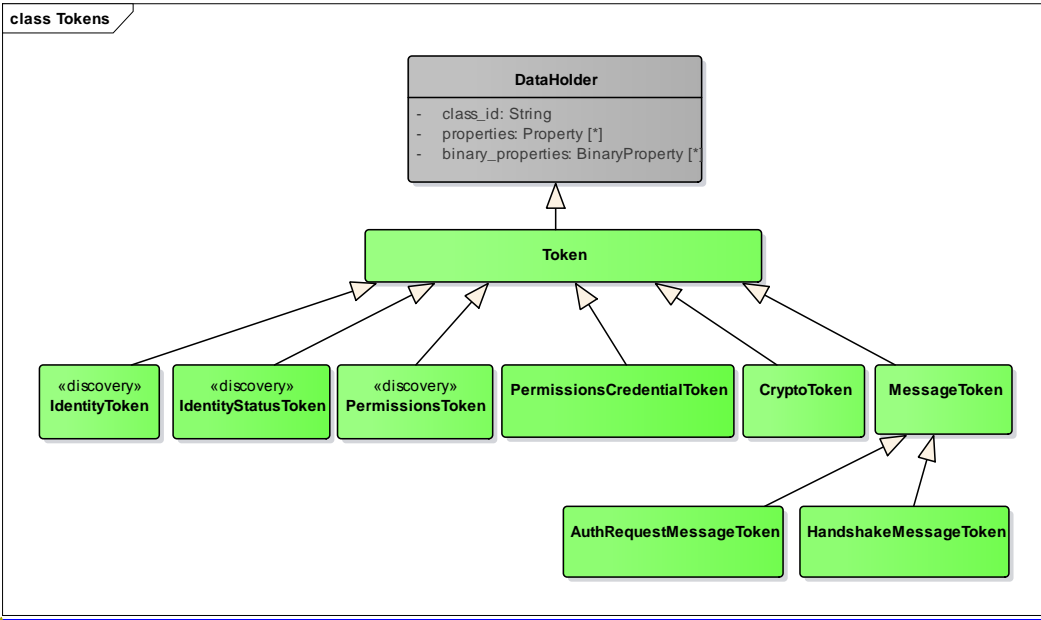 class Tokens
DataHolder
- class_id: String
- properties: Property [*]
- binary_properties: BinaryProperty [*]
Token
«discovery»
IdentityToken
«discovery»
IdentityStatusToken
«discovery»
PermissionsToken
PermissionsCredentialToken
CryptoToken
MessageToken
AuthRequestMessageToken
HandshakeMessageToken